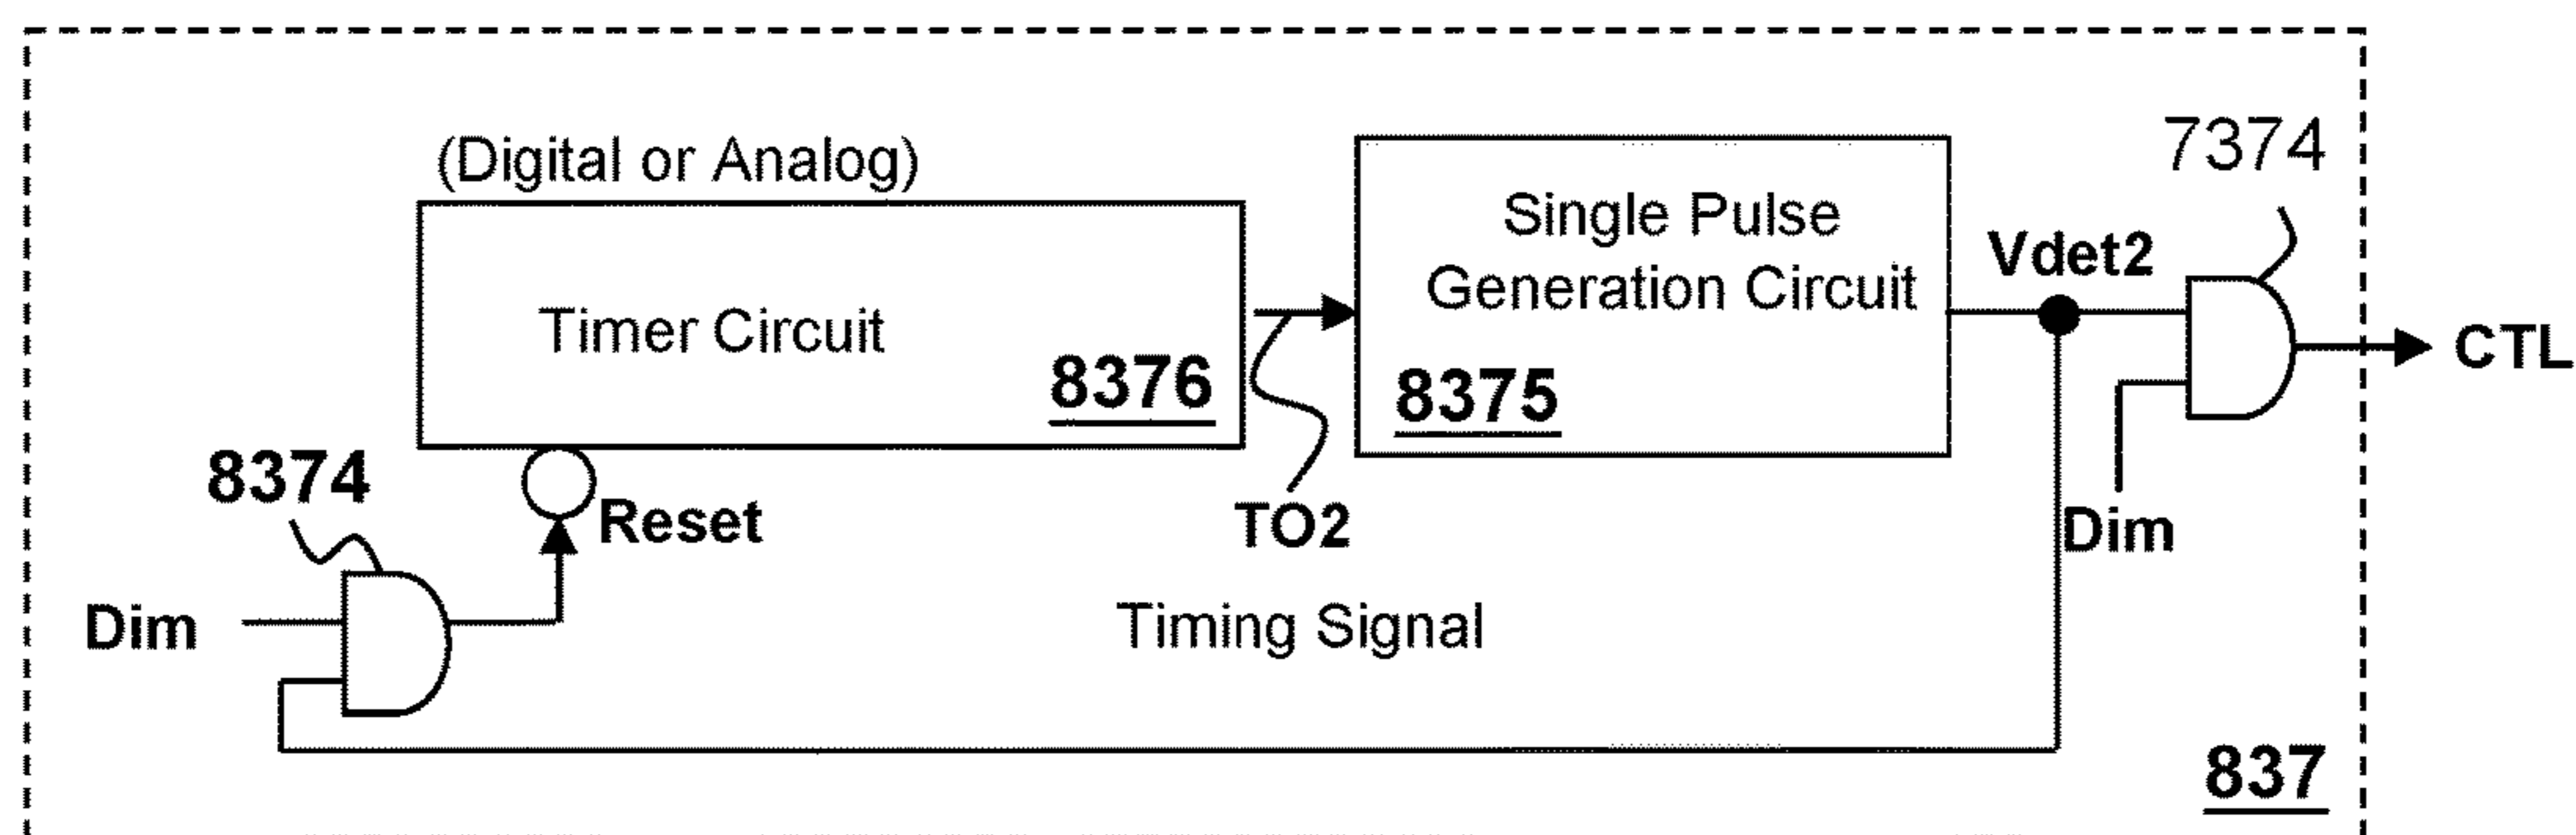 (Digital or Analog)
7374
Single Pulse
Generation Circuit
Vdet2
Timer Circuit
8376
8375
CTL
8374
Reset
TO2
Dim
Dim
Timing Signal
837